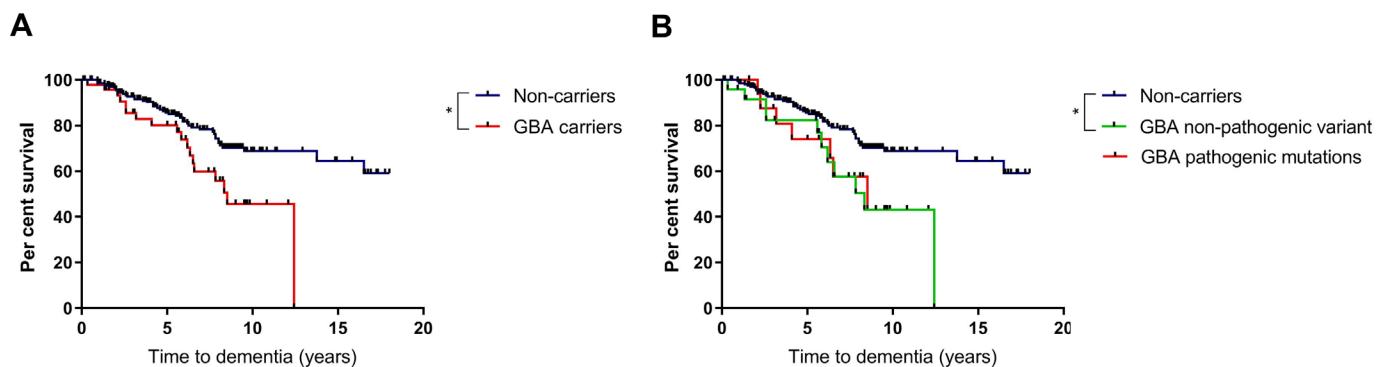 A
Per cent survival
100
80
60
40
20
0
0 5 10 15 20
Time to dementia (years)
*
Non-carriers
GBA carriers
B
Per cent survival
100
80
60
40
20
0
0 5 10 15 20
Time to dementia (years)
*
Non-carriers
GBA non-pathogenic variant
GBA pathogenic mutations